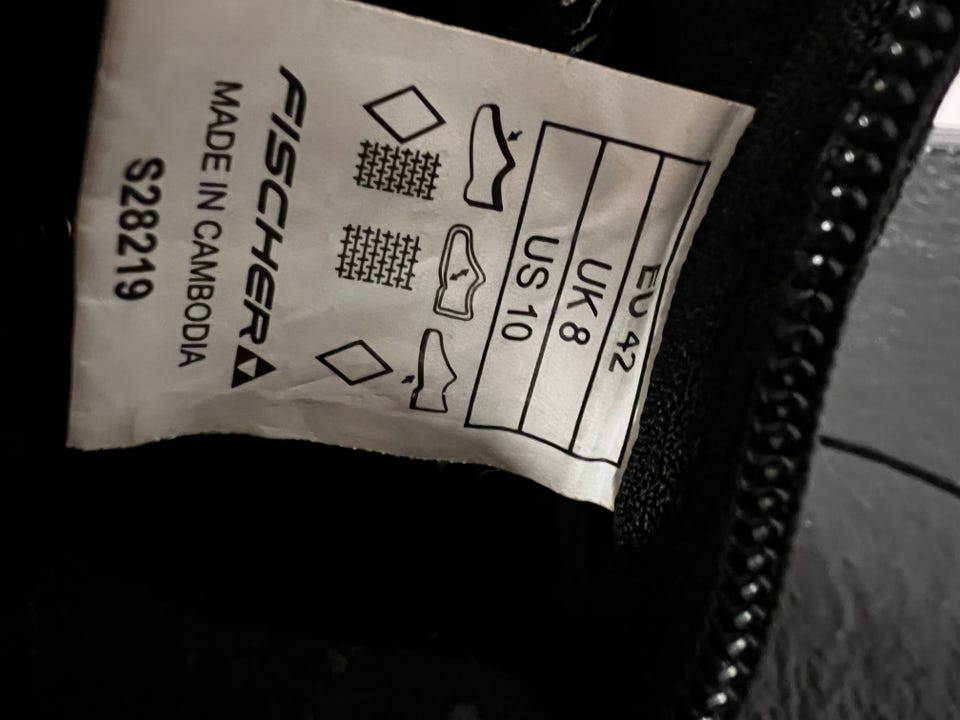 EU 42
UK 8
US 10
FISCHER
MADE IN CAMBODIA
S28219